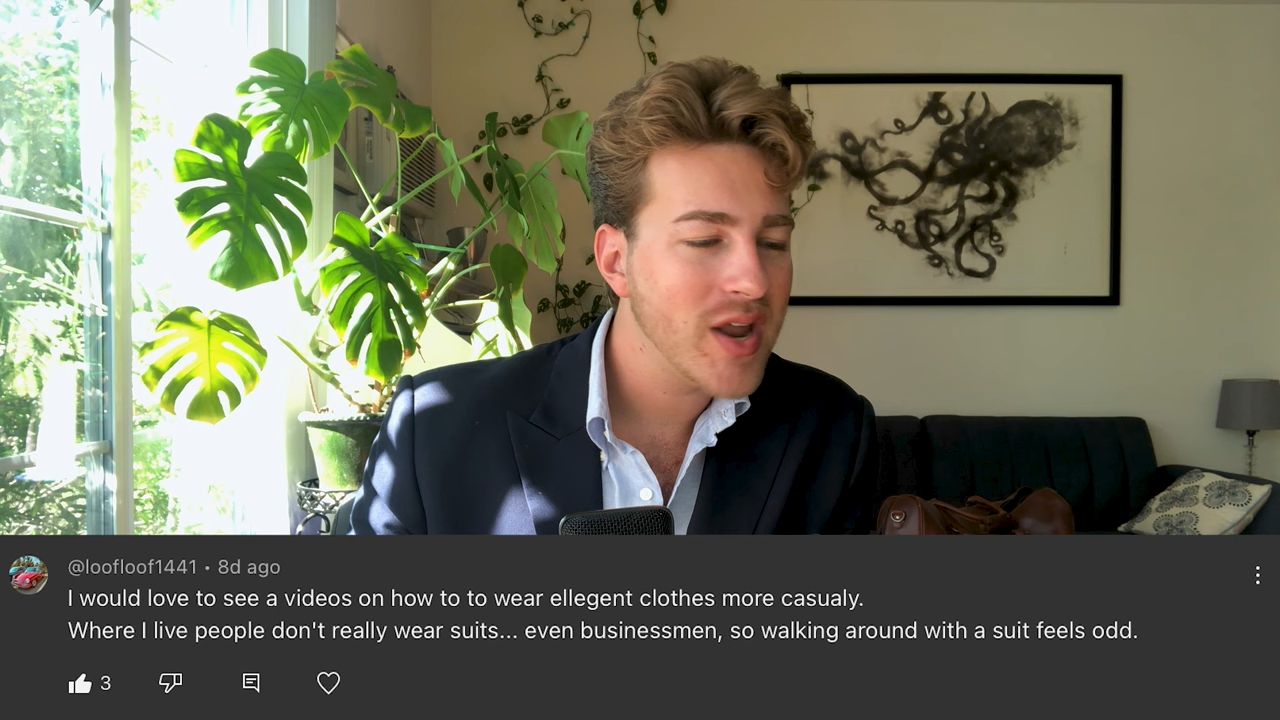 @loofloof1441 • 8d ago
I would love to see a videos on how to to wear ellegent clothes more casualy.
Where I live people don't really wear suits... even businessmen, so walking around with a suit feels odd.
3